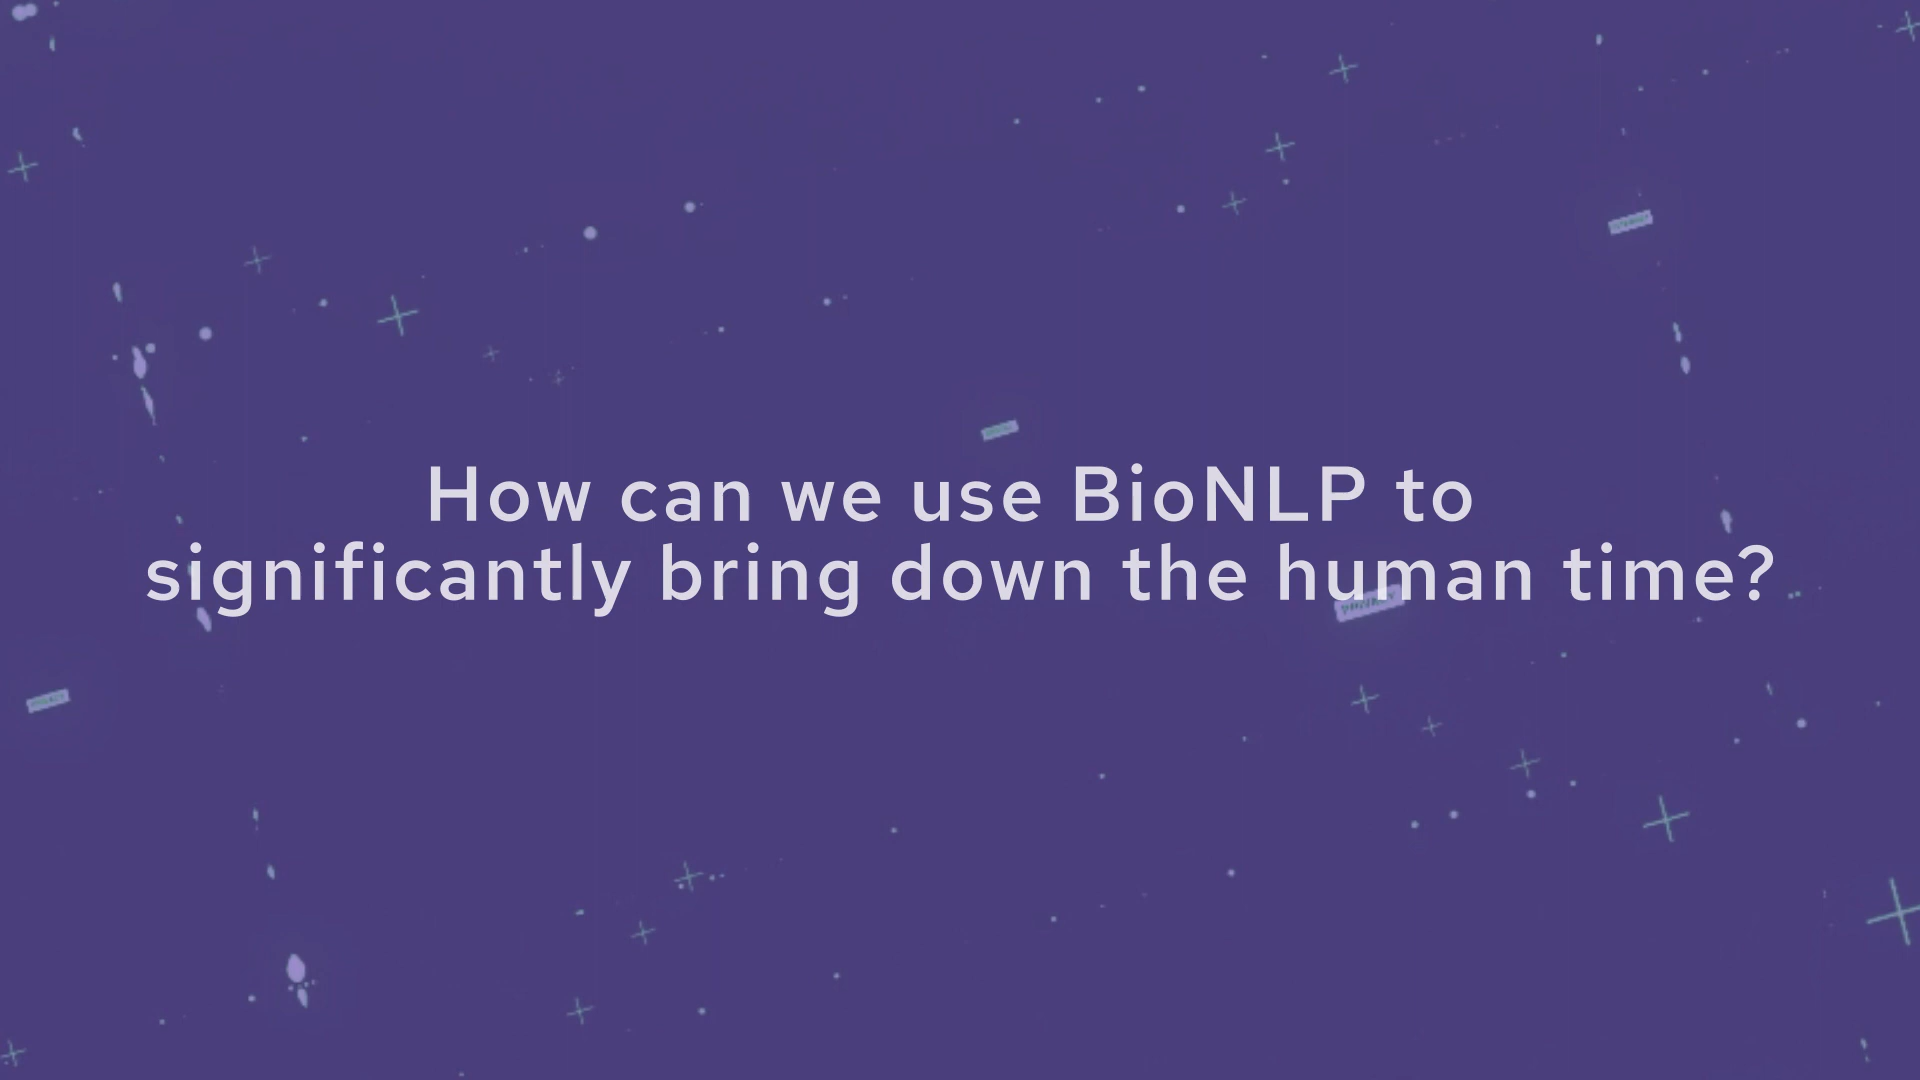 How can we use BioNLP to
significantly bring down the human time?